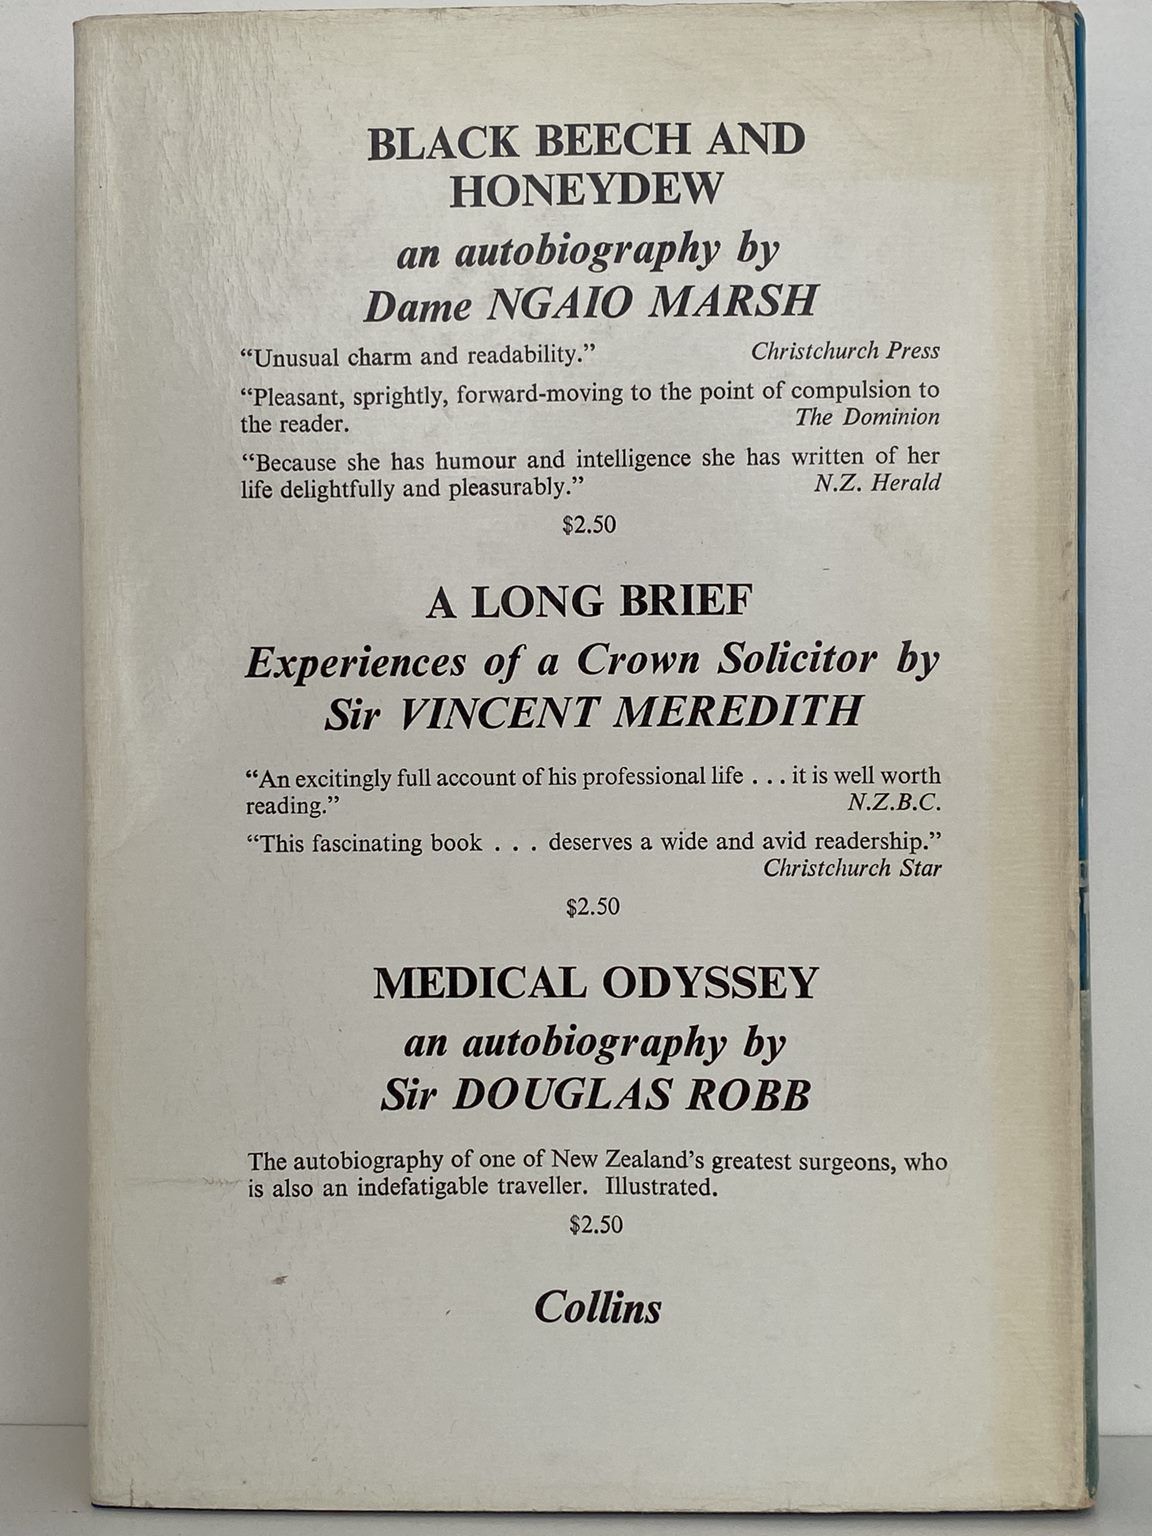 BLACK BEECH AND
HONEYDEW
an autobiography by
Dame NGAIO MARSH
“Unusual charm and readability.” Christchurch Press
“Pleasant, sprightly, forward-moving to the point of compulsion to
the reader. The Dominion
“Because she has humour and intelligence she has written of her
life delightfully and pleasurably.” N.Z. Herald
$2.50
A LONG BRIEF
Experiences of a Crown Solicitor by
Sir VINCENT MEREDITH
“An excitingly full account of his professional life . . . it is well worth
reading.” N.Z.B.C.
“This fascinating book . . . deserves a wide and avid readership.”
Christchurch Star
$2.50
MEDICAL ODYSSEY
an autobiography by
Sir DOUGLAS ROBB
The autobiography of one of New Zealand’s greatest surgeons, who
is also an indefatigable traveller. Illustrated.
$2.50
Collins